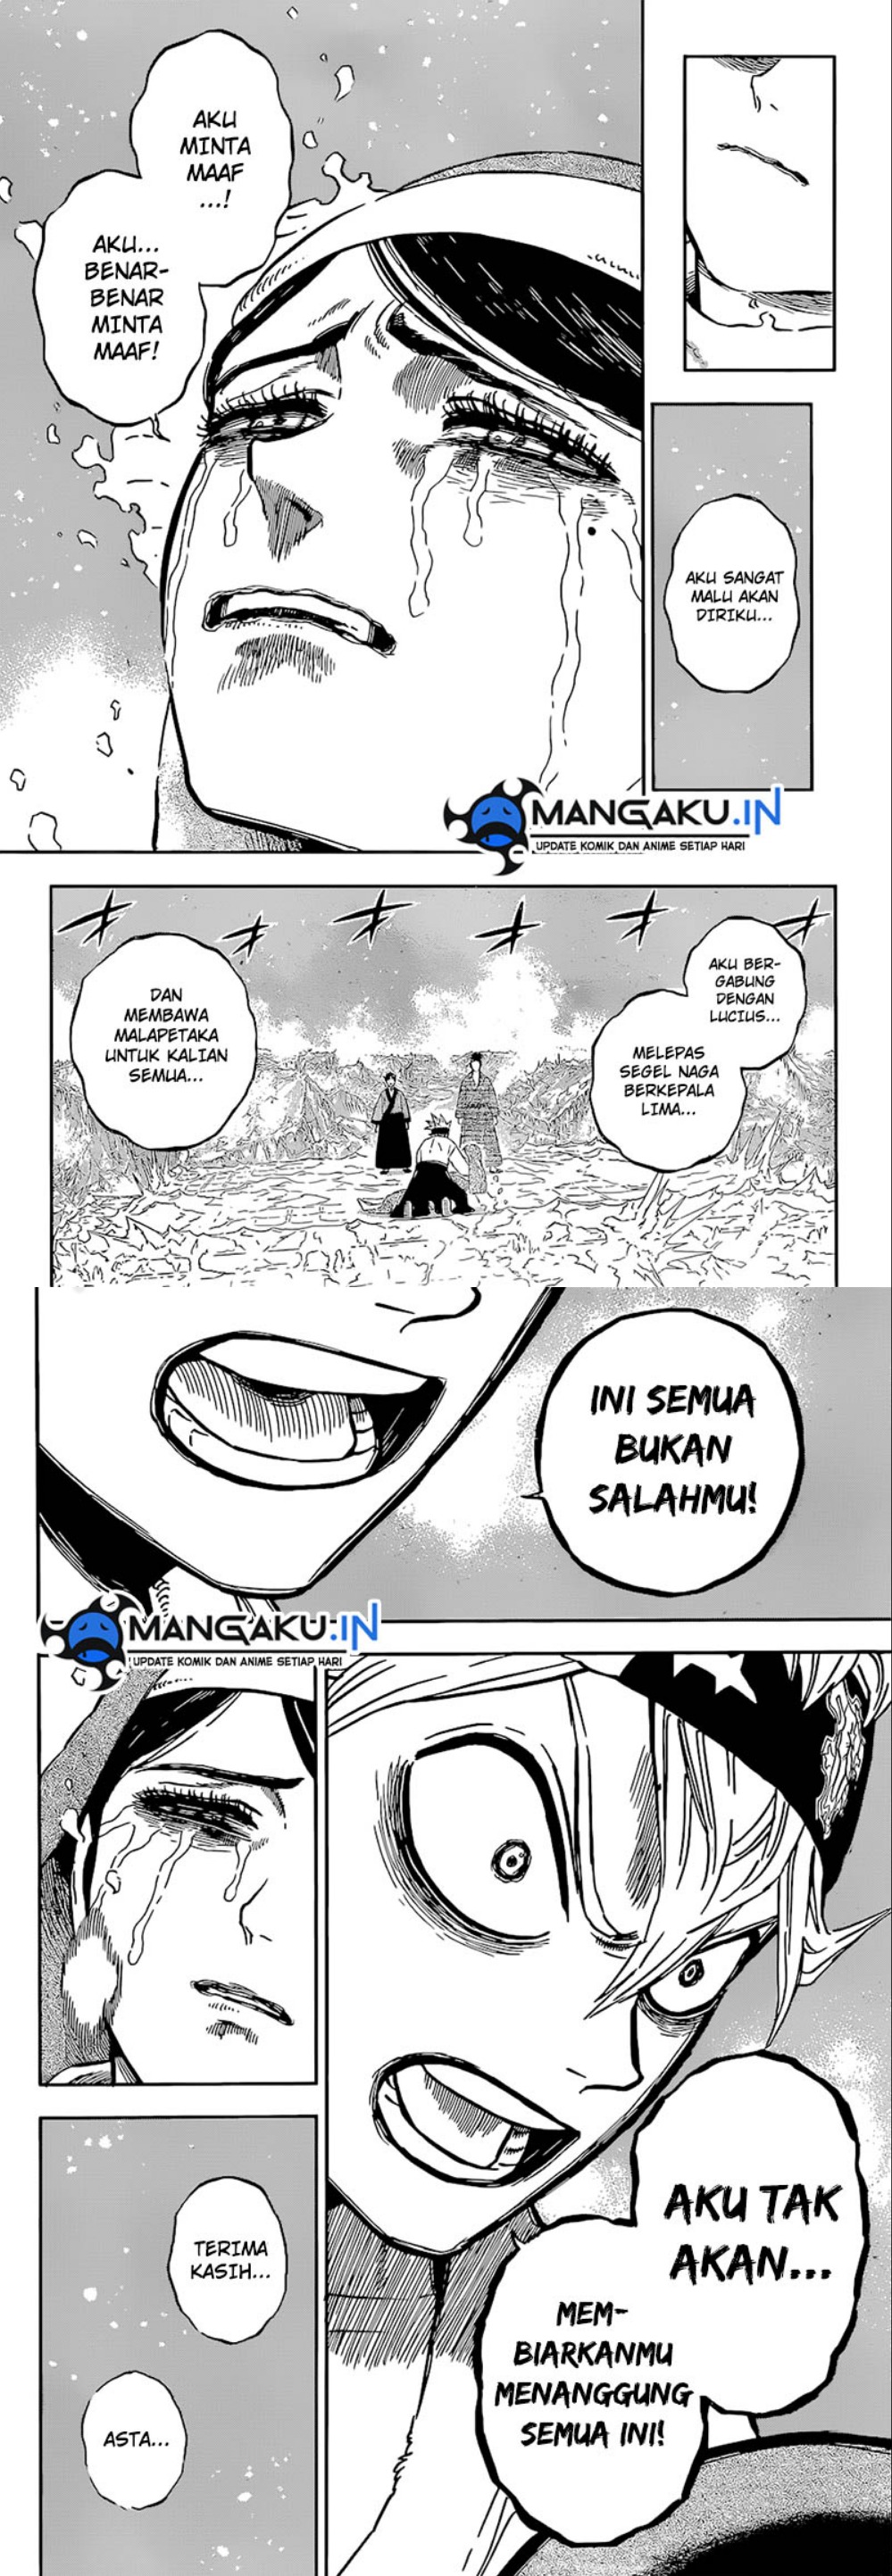 AKU
MINTA
MAAF
...!
AKU...
BENAR-
BENAR
MINTA
MAAF!
AKU SANGAT
MALU AKAN
DIRIKU...
MANGAKU.IN
UPDATE KOMIK DAN ANIME SETIAP HARI
AKU BER-
GABUNG
DENGAN
LUCIUS...
MELEPAS
SEGEL NAGA
BERKEPALA
LIMA...
DAN
MEMBAWA
MALAPETAKA
UNTUK KALIAN
SEMUA...
INI SEMUA
BUKAN
SALAHMU!
MANGAKU.IN
UPDATE KOMIK DAN ANIME SETIAP HARI
AKU TAK
AKAN...
MEM-
BIARKANMU
MENANGGUNG
SEMUA INI!
TERIMA
KASIH...
ASTA...